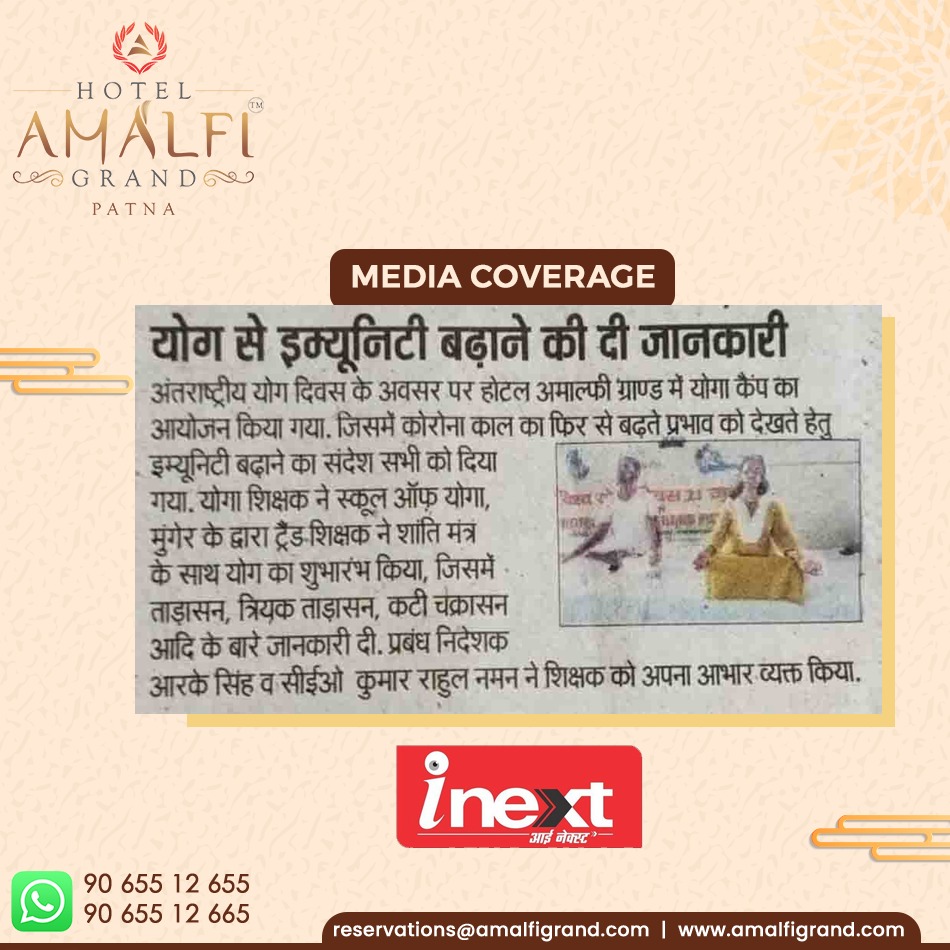 HOTEL
AMALFI TM
GRAND
PATNA
MEDIA COVERAGE
योग से इम्यूनिटी बढ़ाने की दी जानकारी
अंतराष्ट्रीय योग दिवस के अवसर पर होटल अमाल्फी ग्राण्ड में योगा कैंप का
आयोजन किया गया. जिसमें कोरोना काल का फिर से बढ़ते प्रभाव को देखते हेतु
इम्यूनिटी बढ़ाने का संदेश सभी को दिया
गया. योगा शिक्षक ने स्कूल ऑफ़ योगा,
मुंगेर के द्वारा ट्रैंड शिक्षक ने शांति मंत्र
के साथ योग का शुभारंभ किया, जिसमें
ताड़ासन, त्रियक ताड़ासन, कटी चक्रासन
आदि के बारे जानकारी दी. प्रबंध निदेशक
आरके सिंह व सीईओ कुमार राहुल नमन ने शिक्षक को अपना आभार व्यक्त किया.
inext
आई नेक्स्ट
90 655 12 655
90 655 12 665
reservations@amalfigrand.com | www.amalfigrand.com